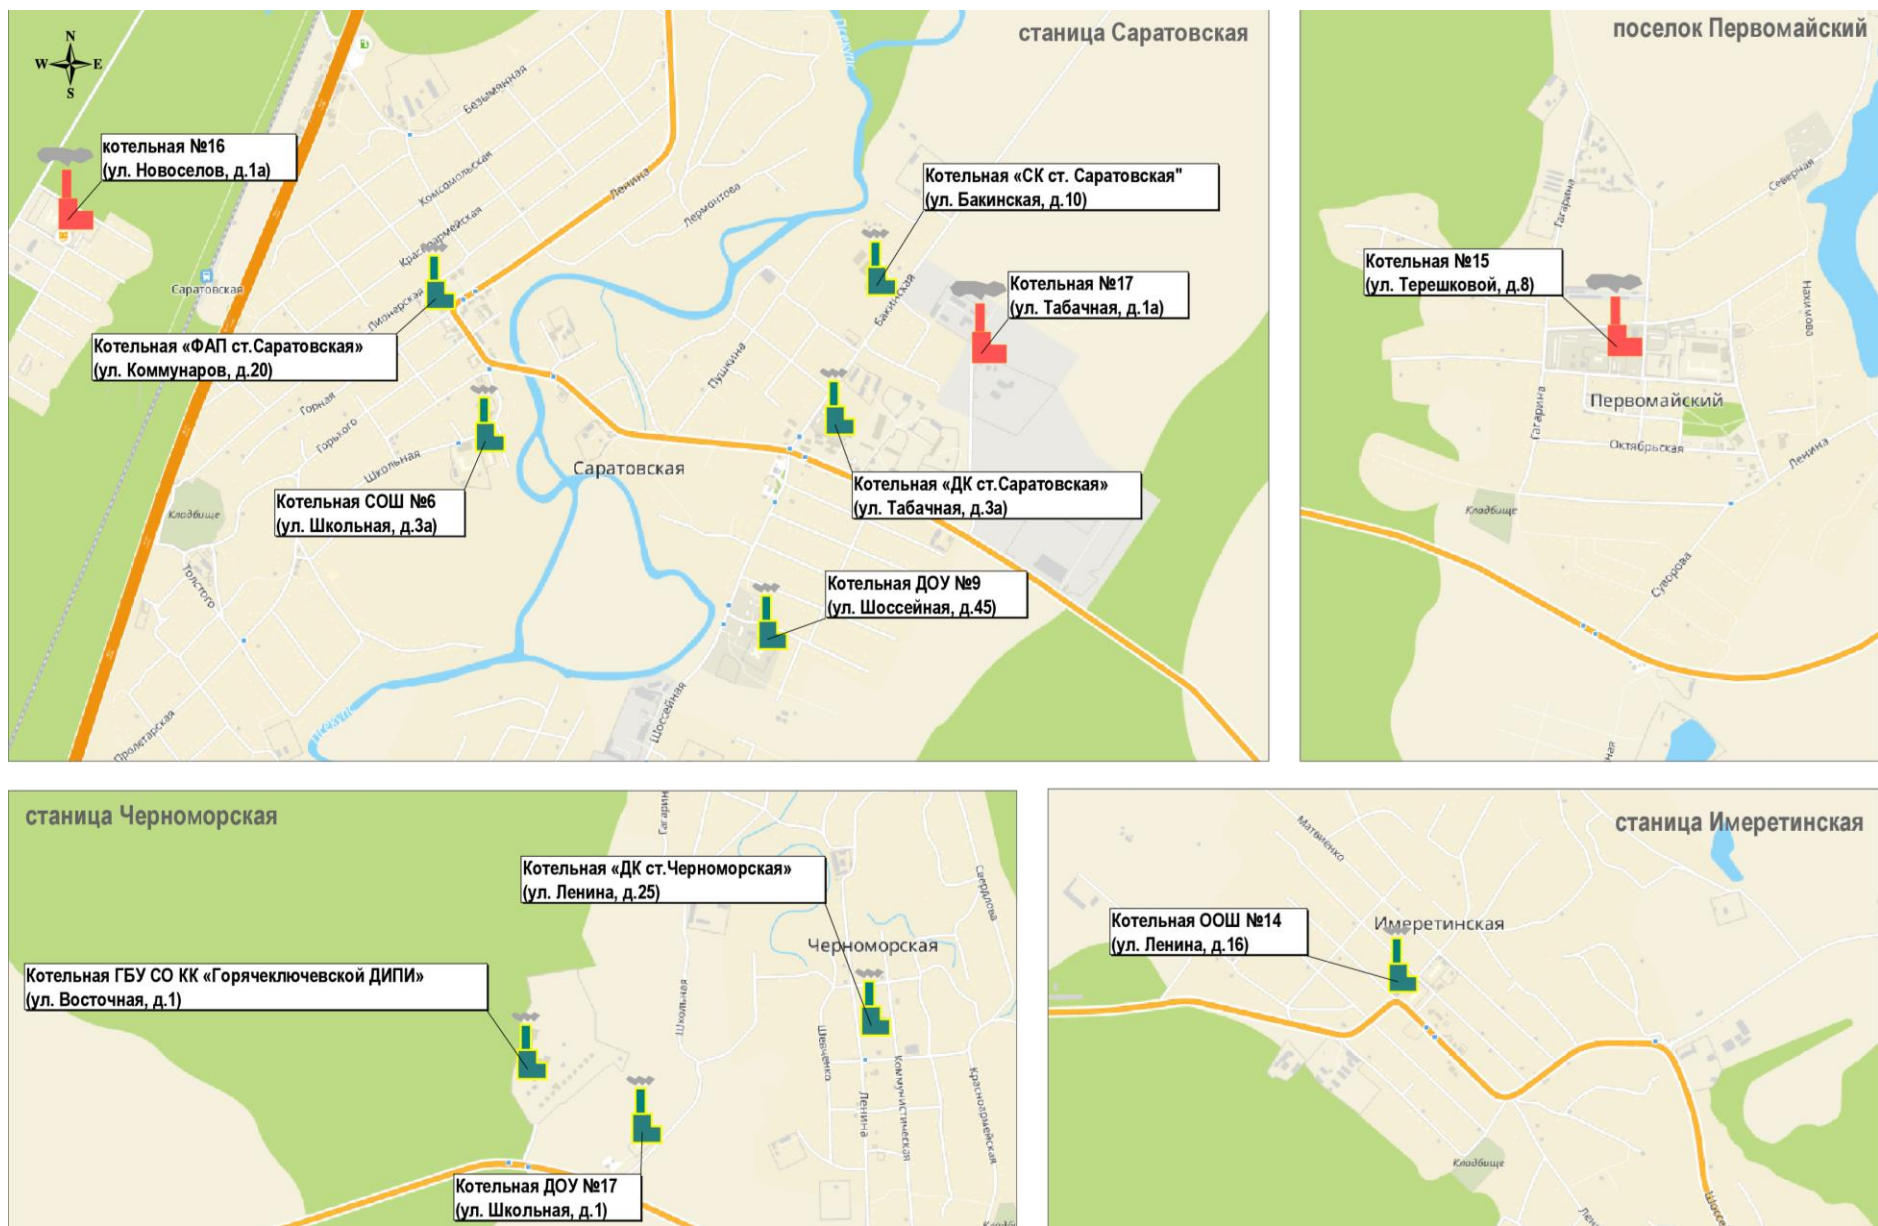 станица Саратовская
N
W
E
S
котельная №16
(ул. Новоселов, д.1а)
Безымянная
Комсомольская
Ленина
Красноармейская
Лермонтова
Саратовская
Пионерская
Котельная «ФАП ст.Саратовская»
(ул. Коммунаров, д.20)
Котельная «СК ст. Саратовская"
(ул. Бакинская, д.10)
Котельная №17
(ул. Табачная, д.1а)
Бакинская
Пушкина
Горная
Горького
Школьная
Саратовская
Котельная СОШ №6
(ул. Школьная, д.3а)
Котельная «ДК ст.Саратовская»
(ул. Табачная, д.3а)
Кладбище
Толстого
Котельная ДОУ №9
(ул. Шоссейная, д.45)
Шоссейная
Пролетарская
Псекупс
поселок Первомайский
Северная
Гагарина
Котельная №15
(ул. Терешковой, д.8)
Нахимова
Первомайский
Гагарина
Октябрьская
Ленина
Кладбище
Суворова
ная
станица Черноморская
Гагарин
Котельная «ДК ст.Черноморская»
(ул. Ленина, д.25)
Свердлова
Черноморская
Котельная ГБУ СО КК «Горячеключевской ДИПИ»
(ул. Восточная, д.1)
Школьная
Шевченко
Ленина
Коммунистическая
Красноармейская
Котельная ДОУ №17
(ул. Школьная, д.1)
станица Имеретинская
Матвиенко
Котельная ООШ №14
(ул. Ленина, д.16)
Имеретинская
Кладбище